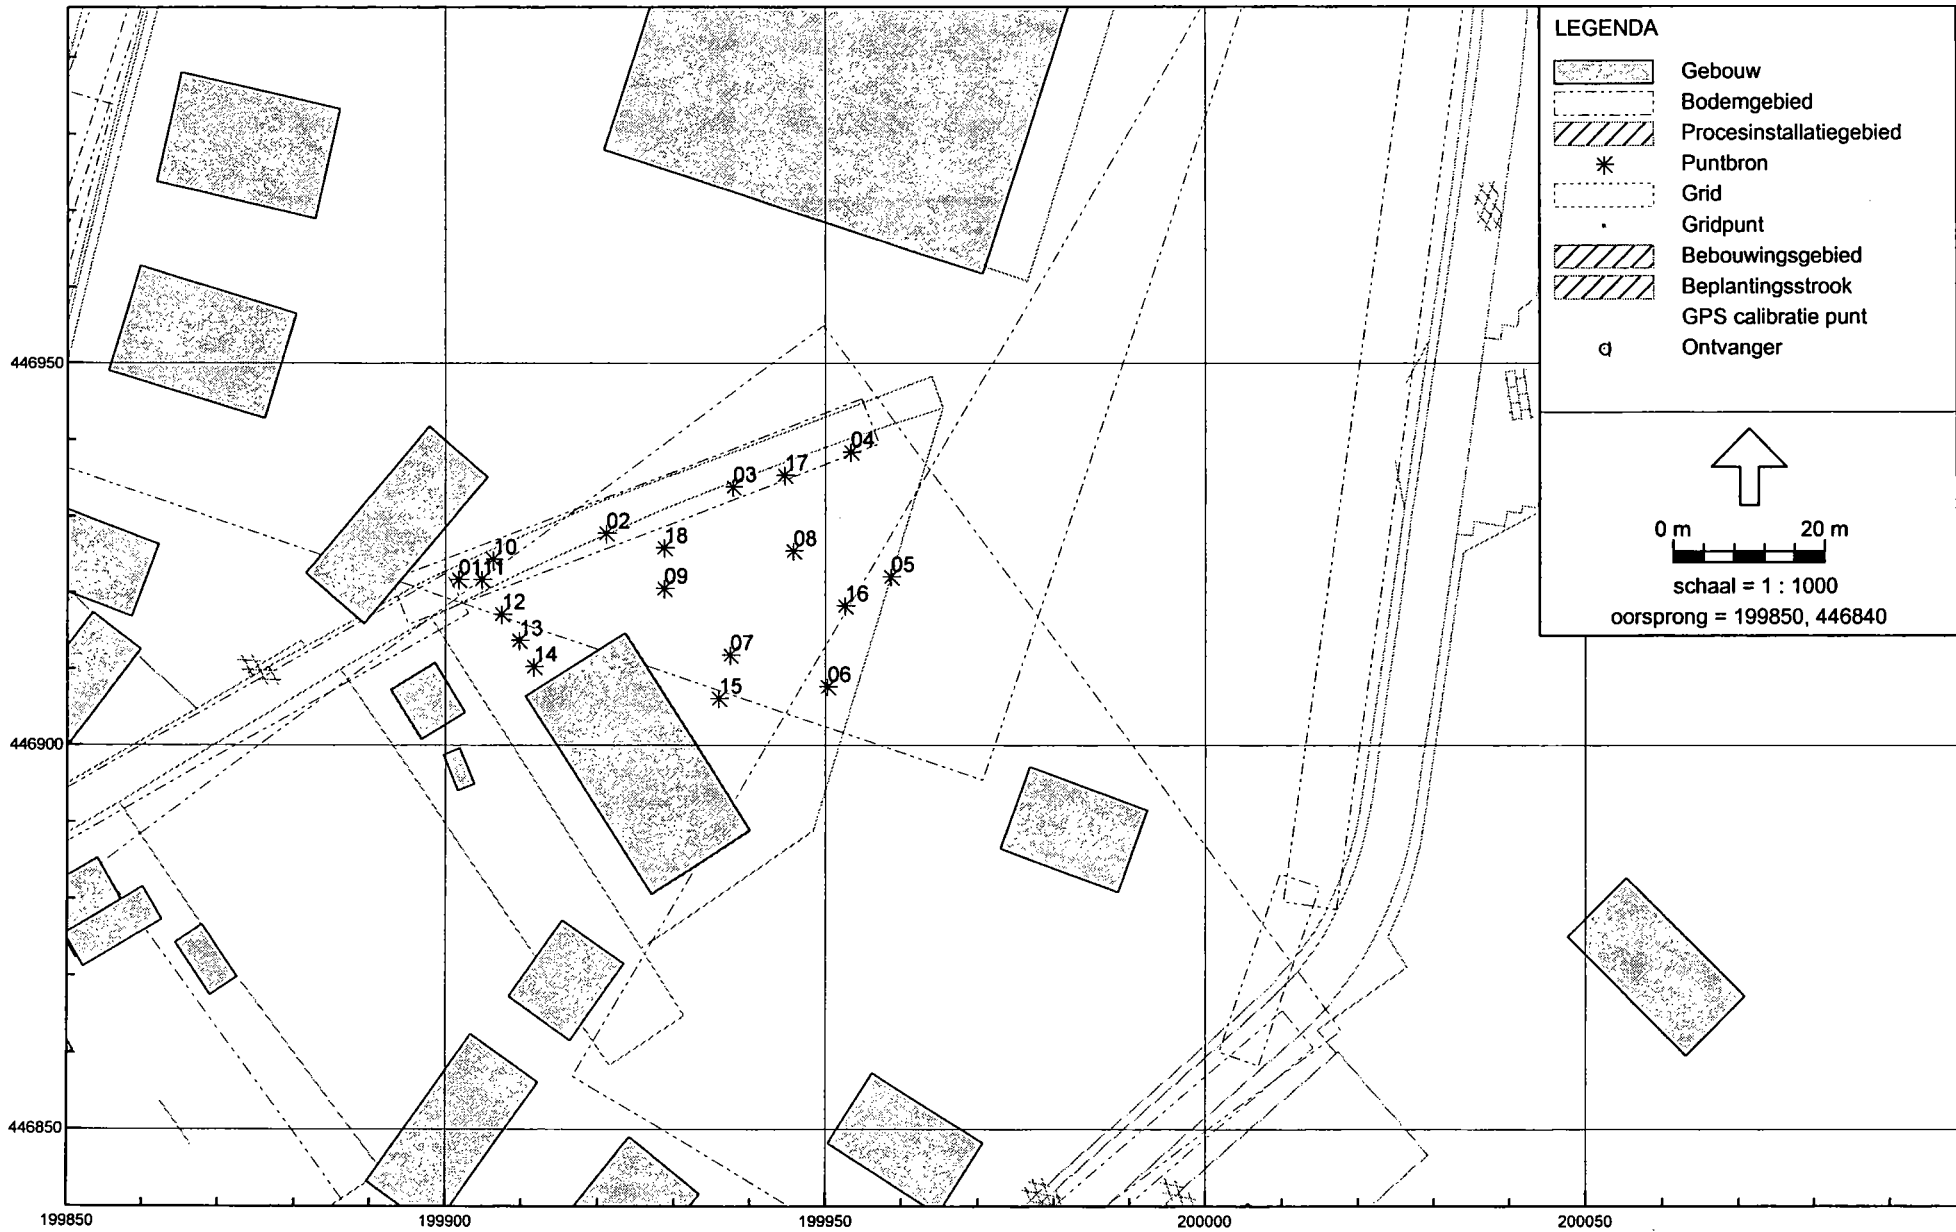 LEGENDA
Gebouw
Bodemgebied
Procesinstallatiegebied
Puntbron
Grid
Gridpunt
Bebouwingsgebied
Beplantingsstrook
GPS calibratie punt
Ontvanger
0 m 20 m
schaal = 1 : 1000
oorsprong = 199850, 446840
446950
04
17
03
02
18
08
10
01 11
09
05
16
12
13
14
07
15
06
446900
446850
199850 199900 199950 200000 200050